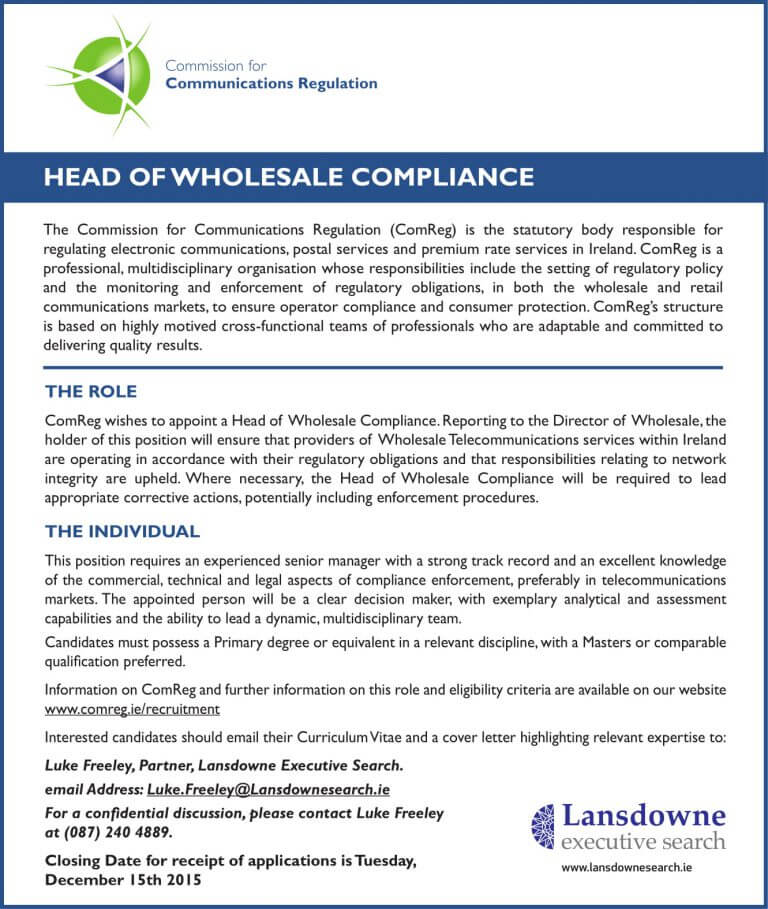 Commission for
Communications Regulation
HEAD OF WHOLESALE COMPLIANCE
The Commission for Communications Regulation (ComReg) is the statutory body responsible for
regulating electronic communications, postal services and premium rate services in Ireland. ComReg is a
professional, multidisciplinary organisation whose responsibilities include the setting of regulatory policy
and the monitoring and enforcement of regulatory obligations, in both the wholesale and retail
communications markets, to ensure operator compliance and consumer protection. ComReg's structure
is based on highly motived cross-functional teams of professionals who are adaptable and committed to
delivering quality results.
THE ROLE
ComReg wishes to appoint a Head of Wholesale Compliance. Reporting to the Director of Wholesale, the
holder of this position will ensure that providers of Wholesale Telecommunications services within Ireland
are operating in accordance with their regulatory obligations and that responsibilities relating to network
integrity are upheld. Where necessary, the Head of Wholesale Compliance will be required to lead
appropriate corrective actions, potentially including enforcement procedures.
THE INDIVIDUAL
This position requires an experienced senior manager with a strong track record and an excellent knowledge
of the commercial, technical and legal aspects of compliance enforcement, preferably in telecommunications
markets. The appointed person will be a clear decision maker, with exemplary analytical and assessment
capabilities and the ability to lead a dynamic, multidisciplinary team.
Candidates must possess a Primary degree or equivalent in a relevant discipline, with a Masters or comparable
qualification preferred.
Information on ComReg and further information on this role and eligibility criteria are available on our website
www.comreg.ie/recruitment
Interested candidates should email their Curriculum Vitae and a cover letter highlighting relevant expertise to:
Luke Freeley, Partner, Lansdowne Executive Search.
email Address: Luke.Freeley@Lansdownesearch.ie
For a confidential discussion, please contact Luke Freeley
at (087) 240 4889.
Closing Date for receipt of applications is Tuesday,
December 15th 2015
Lansdowne
executive search
www.lansdownesearch.ie